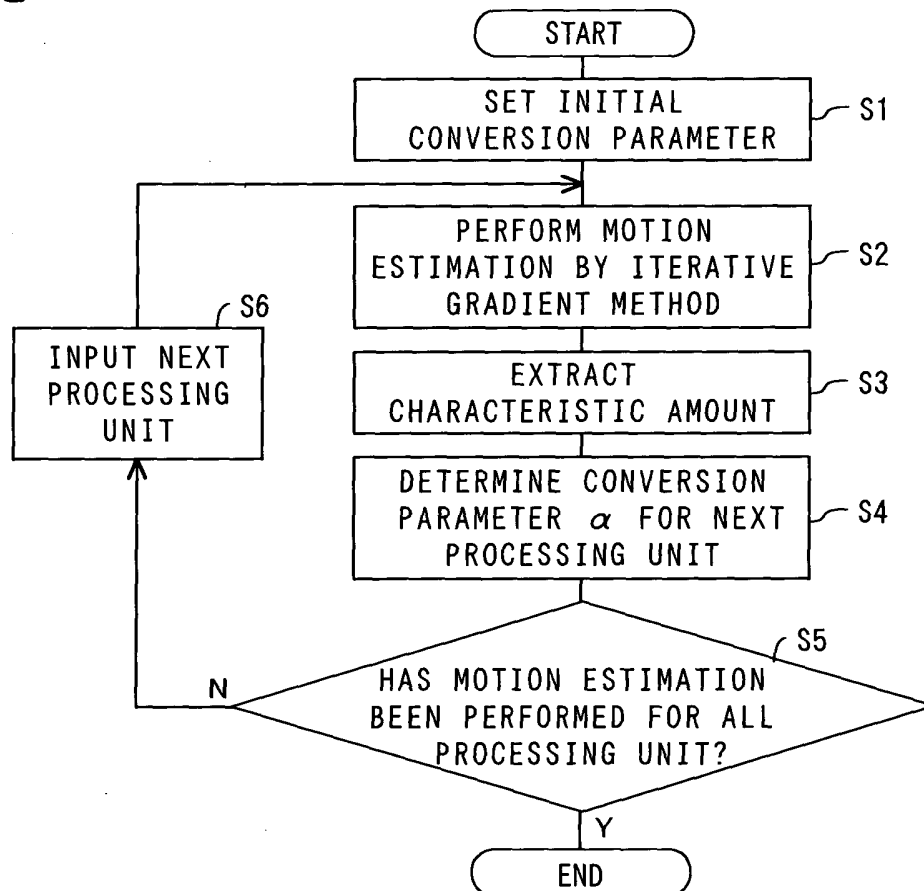 START
SET INITIAL
CONVERSION PARAMETER
S1
PERFORM MOTION
ESTIMATION BY ITERATIVE
GRADIENT METHOD
S2
EXTRACT
CHARACTERISTIC AMOUNT
S3
DETERMINE CONVERSION
PARAMETER α FOR NEXT
PROCESSING UNIT
S4
HAS MOTION ESTIMATION
BEEN PERFORMED FOR ALL
PROCESSING UNIT?
S5
N
S6
INPUT NEXT
PROCESSING
UNIT
Y
END